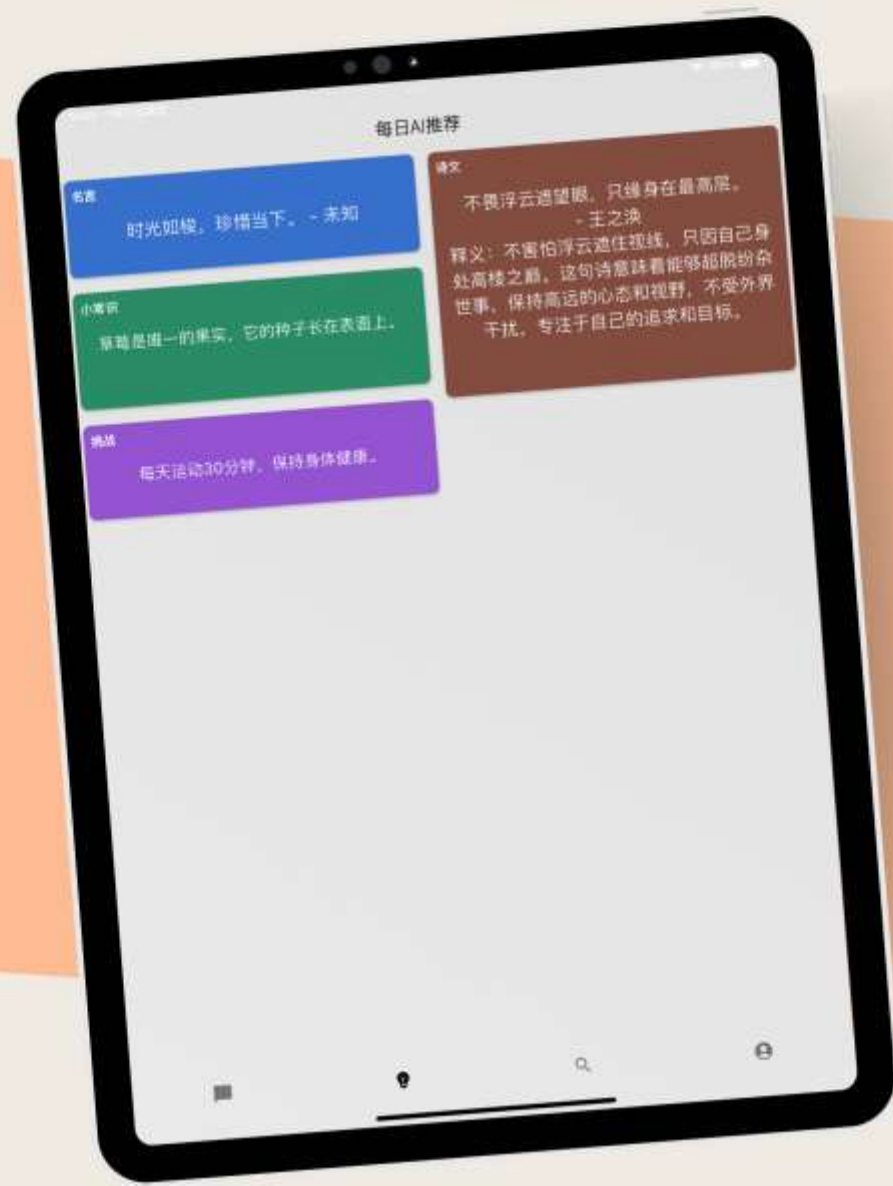 每日AI推荐
名言
时光如梭，珍惜当下。 - 未知
小常识
草莓是唯一的果实，它的种子长在表面上。
挑战
每天运动30分钟，保持身体健康。
诗文
不畏浮云遮望眼，只缘身在最高层。
- 王之涣
释义：不害怕浮云遮住视线，只因自己身
处高楼之巅。这句诗意味着能够超脱纷杂
世事，保持高远的心态和视野，不受外界
干扰，专注于自己的追求和目标。